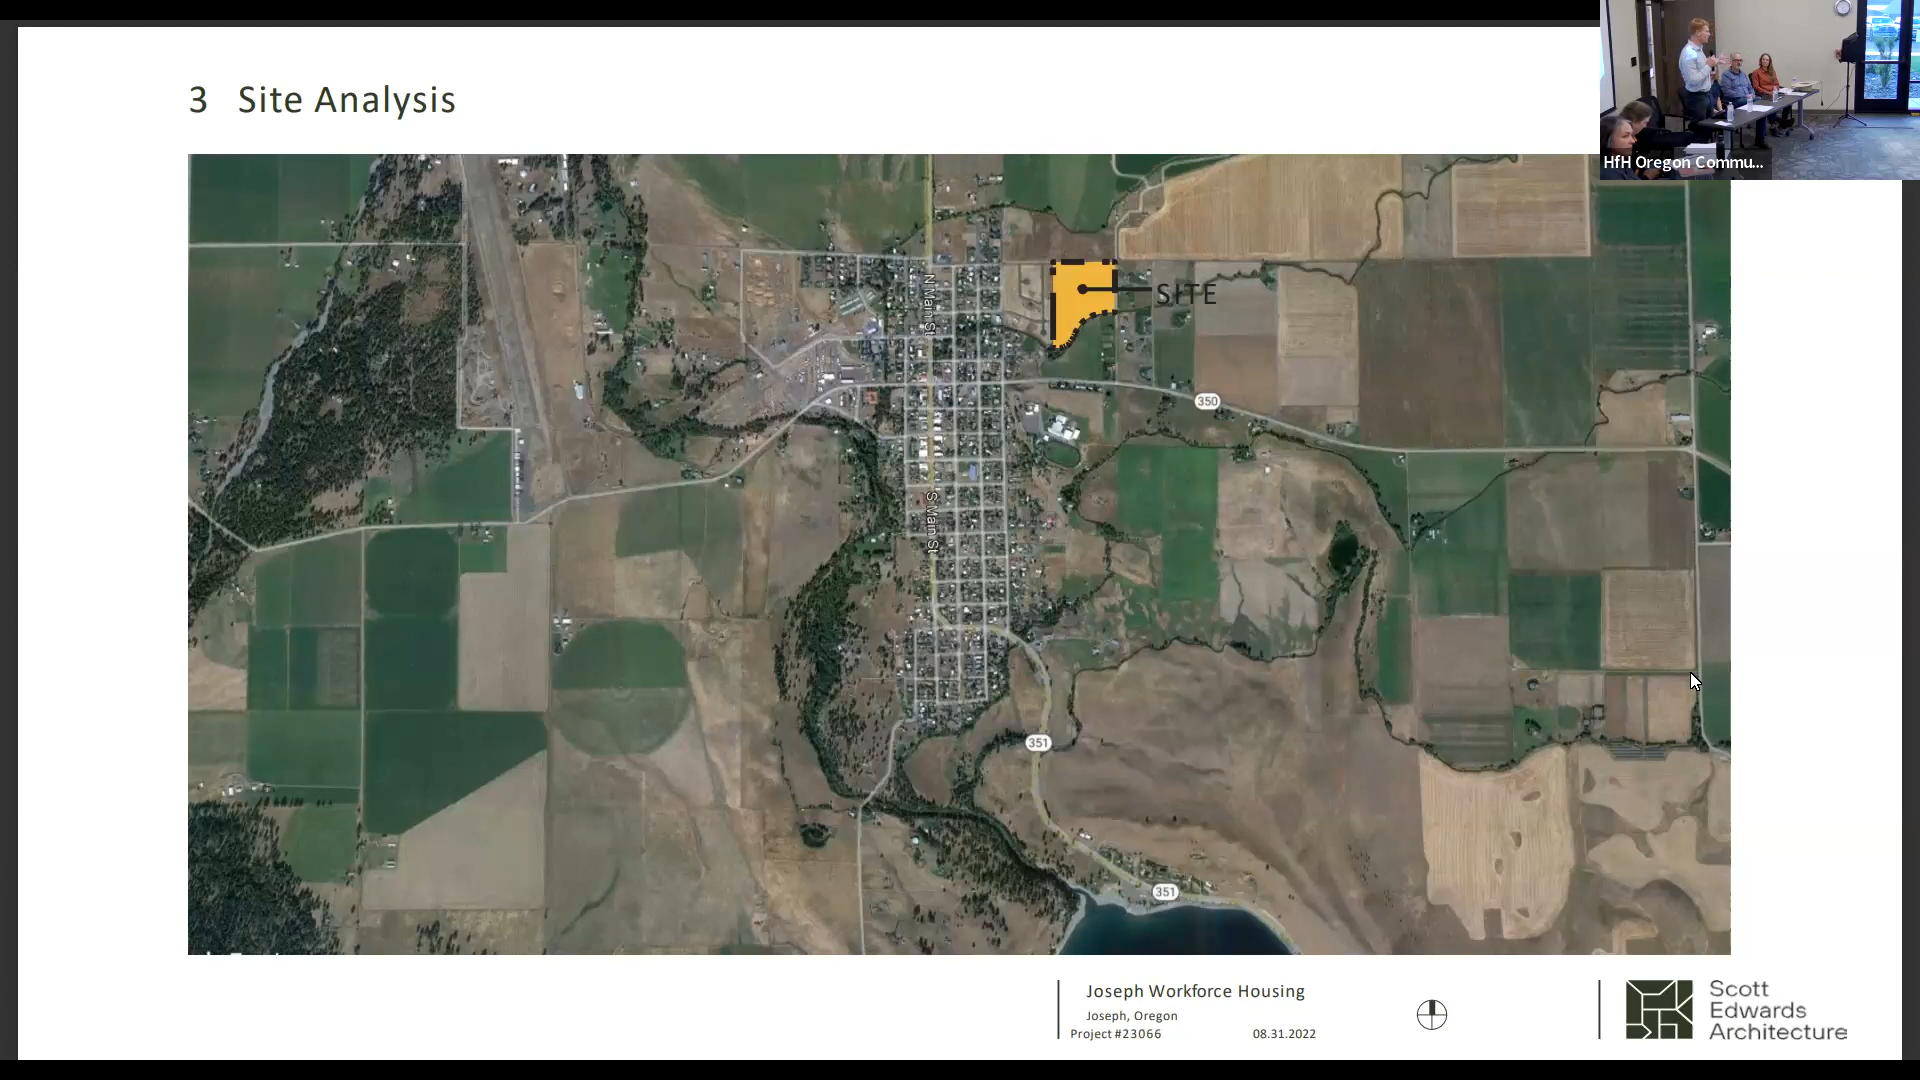 3 Site Analysis
HfH Oregon Commu...
N Main St
SITE
350
S Main St
351
351
Joseph Workforce Housing
Joseph, Oregon
Project #23066 08.31.2022
Scott
Edwards
Architecture